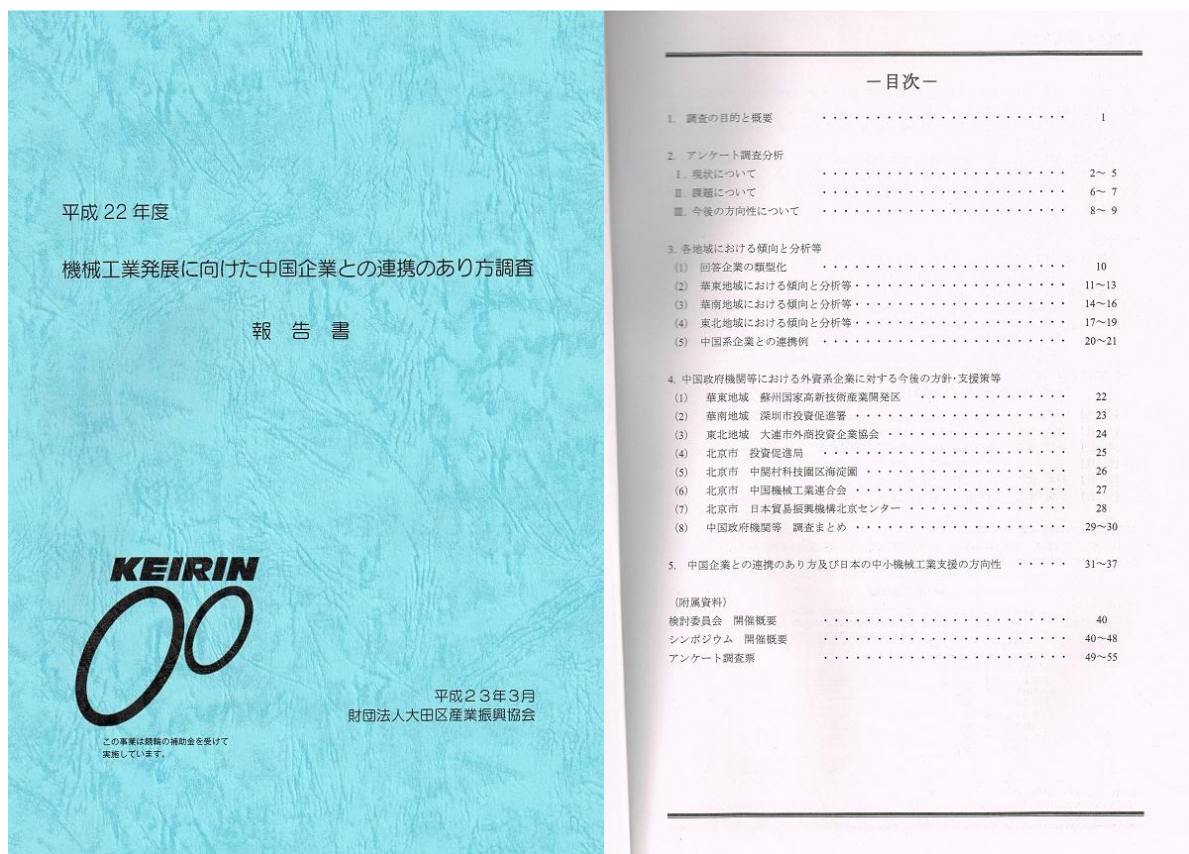 平成 22 年度
機械工業発展に向けた中国企業との連携のあり方調査
報 告 書
KEIRIN
平成23年3月
財団法人大田区産業振興協会
この事業は競輪の補助金を受けて
実施しています。
－目次－
1. 調査の目的と概要 ・・・・・・・・・・・・・・・・・・・・・・・ 1
2. アンケート調査分析
Ⅰ. 現状について ・・・・・・・・・・・・・・・・・・・・・・・ 2～ 5
Ⅱ. 課題について ・・・・・・・・・・・・・・・・・・・・・・・ 6～ 7
Ⅲ. 今後の方向性について ・・・・・・・・・・・・・・・・・・・・・・・ 8～ 9
3. 各地域における傾向と分析等
(1) 回答企業の類型化 ・・・・・・・・・・・・・・・・・・・・・・・ 10
(2) 華東地域における傾向と分析等・・・・・・・・・・・・・・・・・・・・ 11～13
(3) 華南地域における傾向と分析等・・・・・・・・・・・・・・・・・・・・ 14～16
(4) 東北地域における傾向と分析等・・・・・・・・・・・・・・・・・・・・ 17～19
(5) 中国系企業との連携例 ・・・・・・・・・・・・・・・・・・・・・・・ 20～21
4. 中国政府機関等における外資系企業に対する今後の方針・支援策等
(1) 華東地域 蘇州国家高新技術産業開発区 ・・・・・・・・・・・・・・ 22
(2) 華南地域 深圳市投資促進署 ・・・・・・・・・・・・・・・・・・・・ 23
(3) 東北地域 大連市外商投資企業協会 ・・・・・・・・・・・・・・・・・ 24
(4) 北京市 投資促進局 ・・・・・・・・・・・・・・・・・・・・・・・ 25
(5) 北京市 中関村科技園区海淀園 ・・・・・・・・・・・・・・・・・・・ 26
(6) 北京市 中国機械工業連合会 ・・・・・・・・・・・・・・・・・・・・ 27
(7) 北京市 日本貿易振興機構北京センター ・・・・・・・・・・・・・・・ 28
(8) 中国政府機関等 調査まとめ ・・・・・・・・・・・・・・・・・・・・ 29～30
5. 中国企業との連携のあり方及び日本の中小機械工業支援の方向性 ・・・・・ 31～37
（附属資料）
検討委員会 開催概要 ・・・・・・・・・・・・・・・・・・・・・・・ 40
シンポジウム 開催概要 ・・・・・・・・・・・・・・・・・・・・・・・ 40～48
アンケート調査票 ・・・・・・・・・・・・・・・・・・・・・・・ 49～55